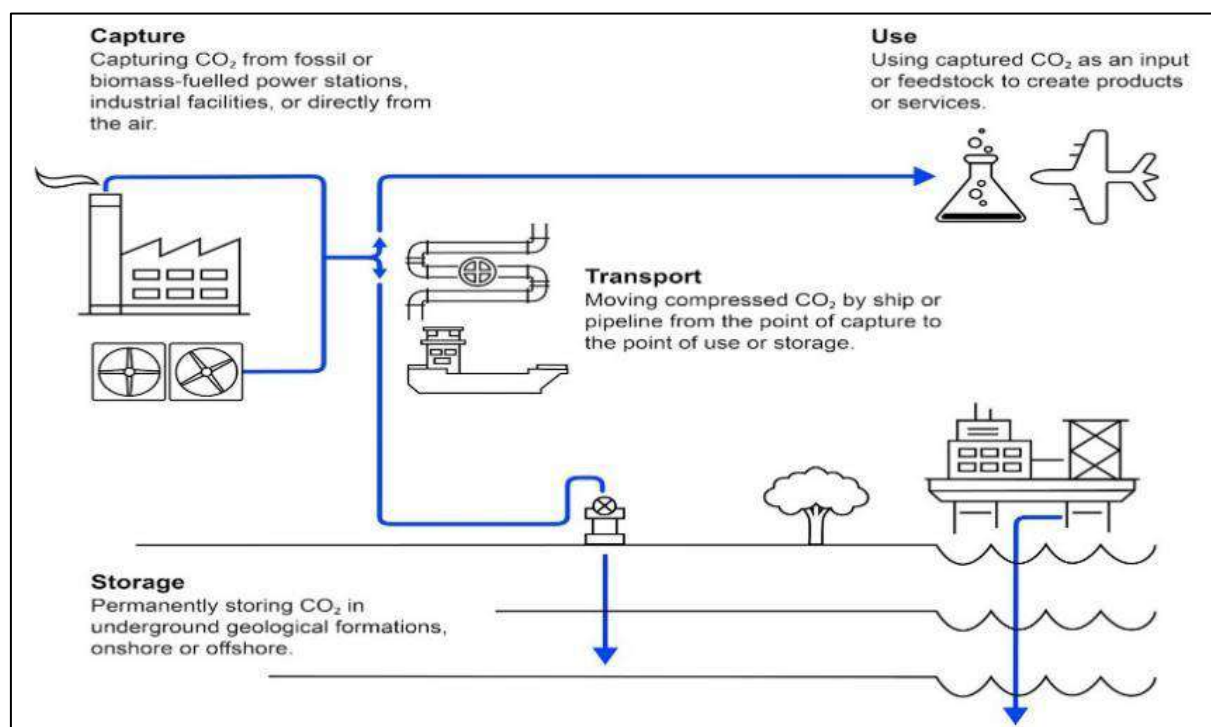 Capture
Capturing CO₂ from fossil or
biomass-fuelled power stations,
industrial facilities, or directly from
the air.
Use
Using captured CO₂ as an input
or feedstock to create products
or services.
Transport
Moving compressed CO₂ by ship or
pipeline from the point of capture to
the point of use or storage.
Storage
Permanently storing CO₂ in
underground geological formations,
onshore or offshore.